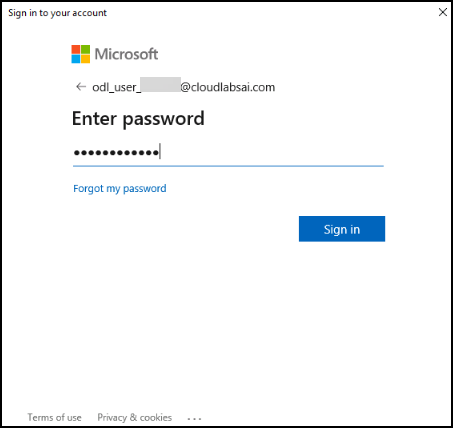 Sign in to your account
Microsoft
odl_user_@cloudlabsai.com
Enter password
Forgot my password
Sign in
Terms of use Privacy & cookies ...